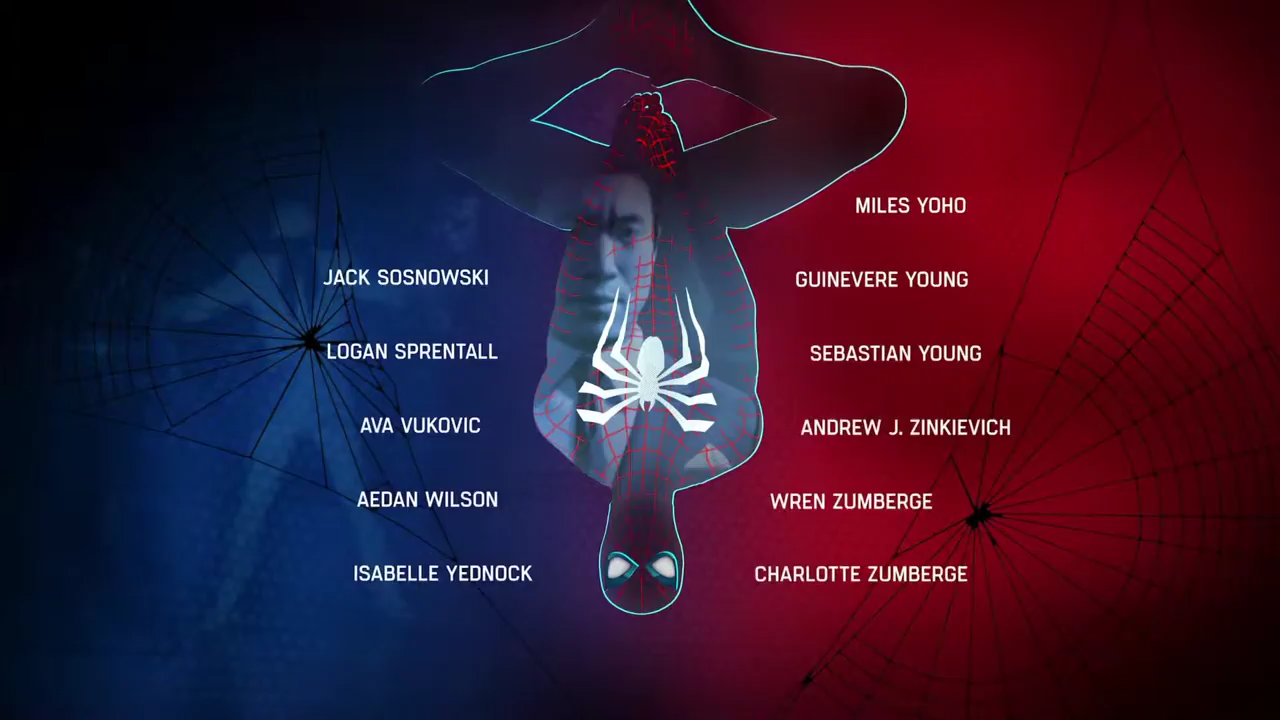 JACK SOSNOWSKI
LOGAN SPRENTALL
AVA VUKOVIC
AEDAN WILSON
ISABELLE YEDNOCK
MILES YOHO
GUINEVERE YOUNG
SEBASTIAN YOUNG
ANDREW J. ZINKIEVICH
WREN ZUMBERGE
CHARLOTTE ZUMBERGE